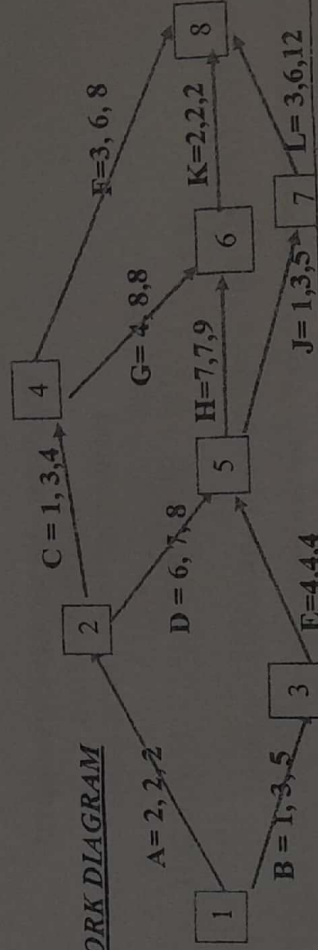 ORK DIAGRAM
A= 2, 2, 2
B = 1, 3, 5
C = 1, 3,4
D = 6, 7, 8
E=4,4,4
F=3, 6, 8
G= 4, 8,8
H=7,7,9
J= 1,3,5
K=2,2,2
L= 3,6,12
1
2
3
4
5
6
7
8